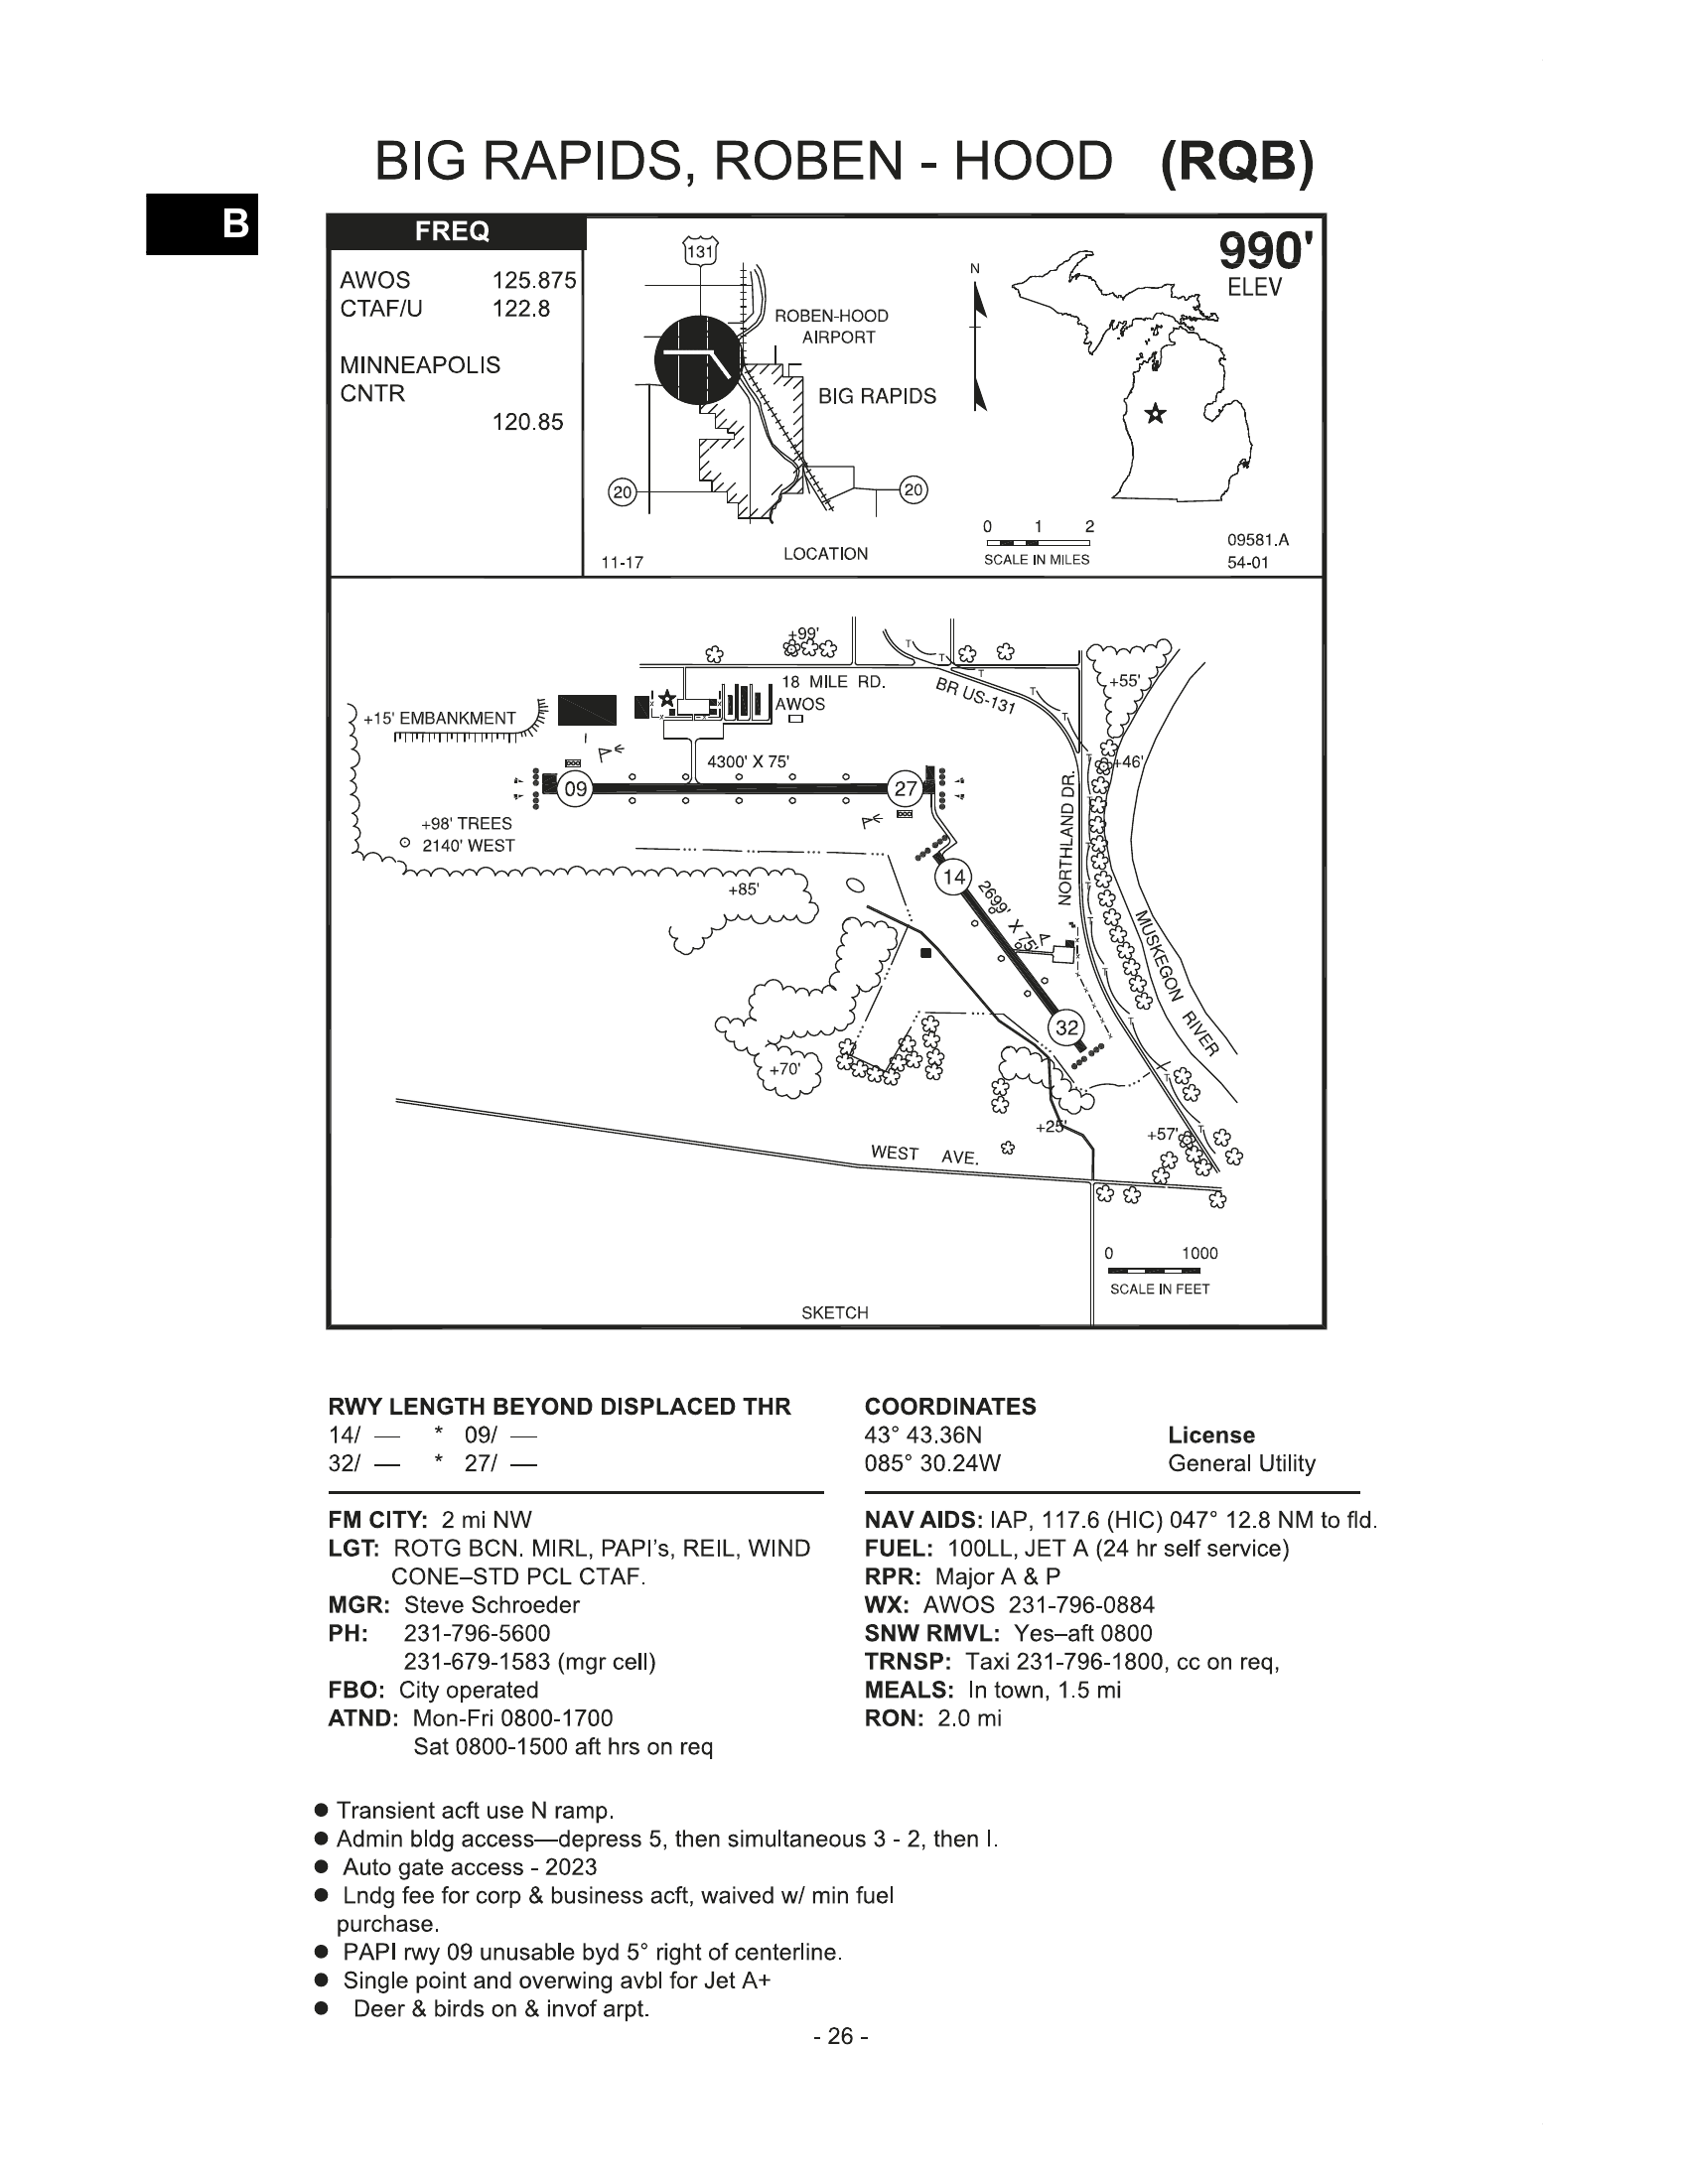 BIG RAPIDS, ROBEN - HOOD (RQB)
B
FREQ
AWOS 125.875
CTAF/U 122.8
MINNEAPOLIS
CNTR
120.85
131
ROBEN-HOOD
AIRPORT
BIG RAPIDS
20
20
N
990'
ELEV
0 1 2
SCALE IN MILES
LOCATION
11-17
09581.A
54-01
+99'
18 MILE RD.
AWOS
BR US-131
+55'
+15' EMBANKMENT
4300' X 75'
+46'
09
27
NORTHLAND DR.
+98' TREES
2140' WEST
+85'
14
2699' X 75'
MUSKEGON RIVER
32
+70'
+25'
+57'
WEST AVE.
0 1000
SCALE IN FEET
SKETCH
T
T
T
T
T
T
T
T
T
T
T
T
T
RWY LENGTH BEYOND DISPLACED THR
14/ — * 09/ —
32/ — * 27/ —
COORDINATES
43° 43.36N
085° 30.24W
License
General Utility
FM CITY: 2 mi NW
LGT: ROTG BCN. MIRL, PAPI's, REIL, WIND
CONE–STD PCL CTAF.
MGR: Steve Schroeder
PH: 231-796-5600
231-679-1583 (mgr cell)
FBO: City operated
ATND: Mon-Fri 0800-1700
Sat 0800-1500 aft hrs on req
NAV AIDS: IAP, 117.6 (HIC) 047° 12.8 NM to fld.
FUEL: 100LL, JET A (24 hr self service)
RPR: Major A & P
WX: AWOS 231-796-0884
SNW RMVL: Yes–aft 0800
TRNSP: Taxi 231-796-1800, cc on req,
MEALS: In town, 1.5 mi
RON: 2.0 mi
● Transient acft use N ramp.
● Admin bldg access—depress 5, then simultaneous 3 - 2, then I.
● Auto gate access - 2023
● Lndg fee for corp & business acft, waived w/ min fuel
purchase.
● PAPI rwy 09 unusable byd 5° right of centerline.
● Single point and overwing avbl for Jet A+
● Deer & birds on & invof arpt.
- 26 -